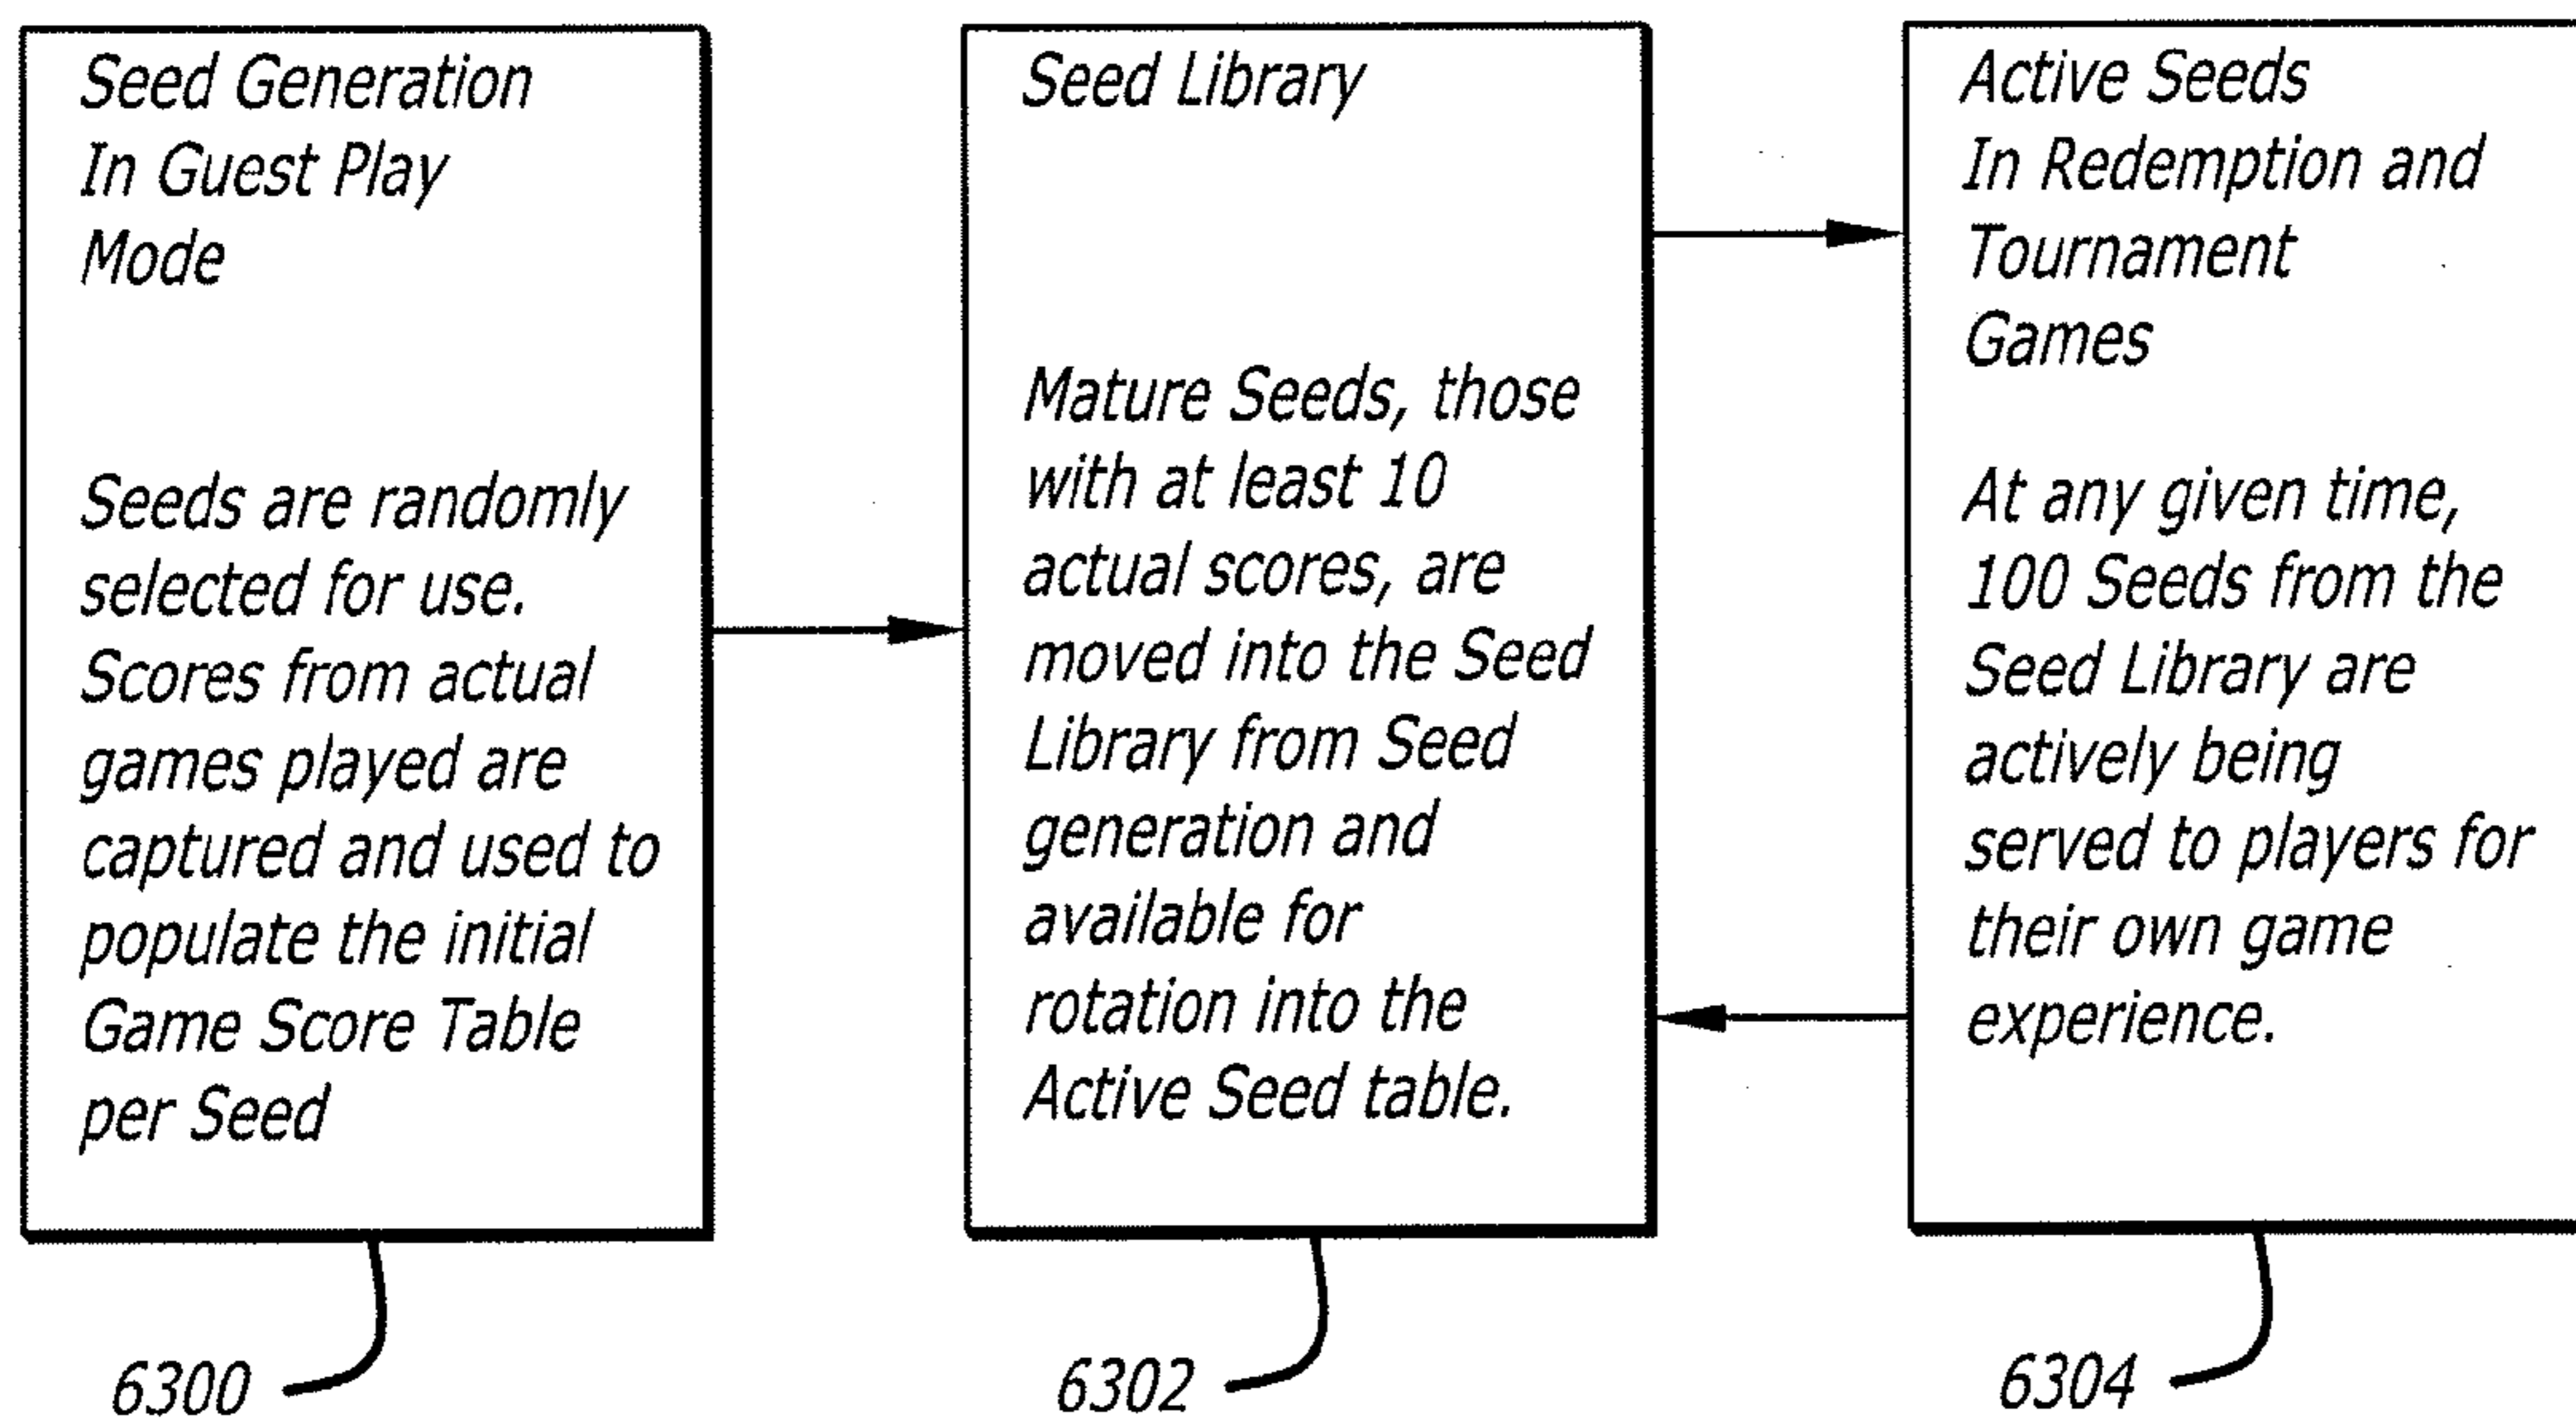 Seed Generation
In Guest Play
Mode
Seeds are randomly
selected for use.
Scores from actual
games played are
captured and used to
populate the initial
Game Score Table
per Seed
6300
Seed Library
Mature Seeds, those
with at least 10
actual scores, are
moved into the Seed
Library from Seed
generation and
available for
rotation into the
Active Seed table.
6302
Active Seeds
In Redemption and
Tournament
Games
At any given time,
100 Seeds from the
Seed Library are
actively being
served to players for
their own game
experience.
6304